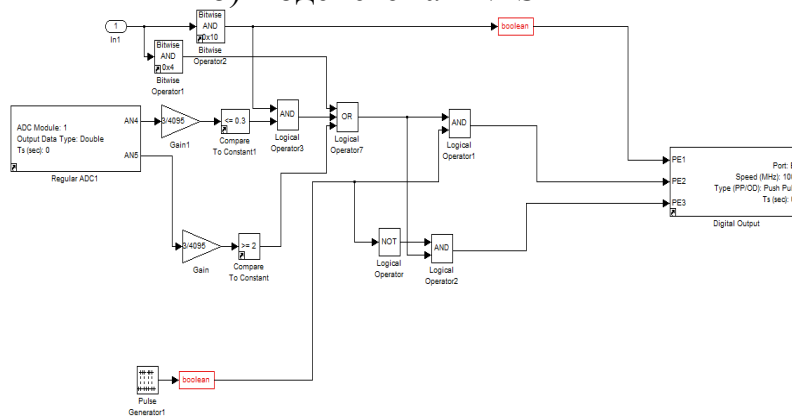 1
In1
Bitwise
AND
0x10
Bitwise
Operator2
Bitwise
AND
0x4
Bitwise
Operator1
boolean
ADC Module: 1
Output Data Type: Double
Ts (sec): 0
AN4
AN5
Regular ADC1
3/4095
Gain1
<= 0.3
Compare
To Constant1
AND
Logical
Operator3
OR
Logical
Operator7
AND
Logical
Operator1
3/4095
Gain
>= 2
Compare
To Constant
NOT
Logical
Operator
AND
Logical
Operator2
PE1
PE2
PE3
Port:
Speed (MHz): 100
Type (PP/OD): Push Pul
Ts (sec):
Digital Output
Pulse
Generator1
boolean